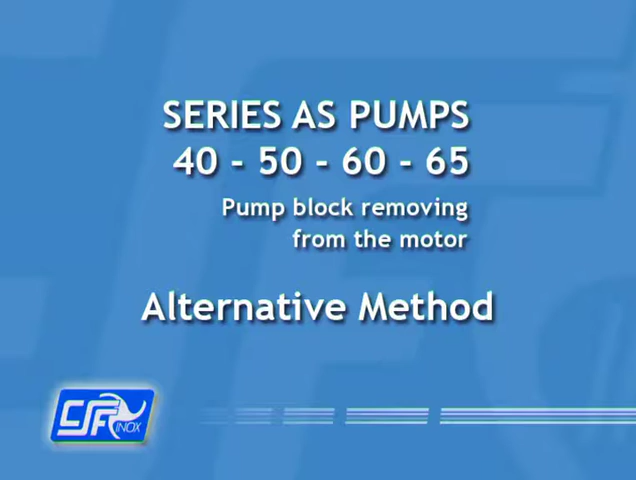 SERIES AS PUMPS
40 - 50 - 60 - 65
Pump block removing
from the motor
Alternative Method
CSF
INOX